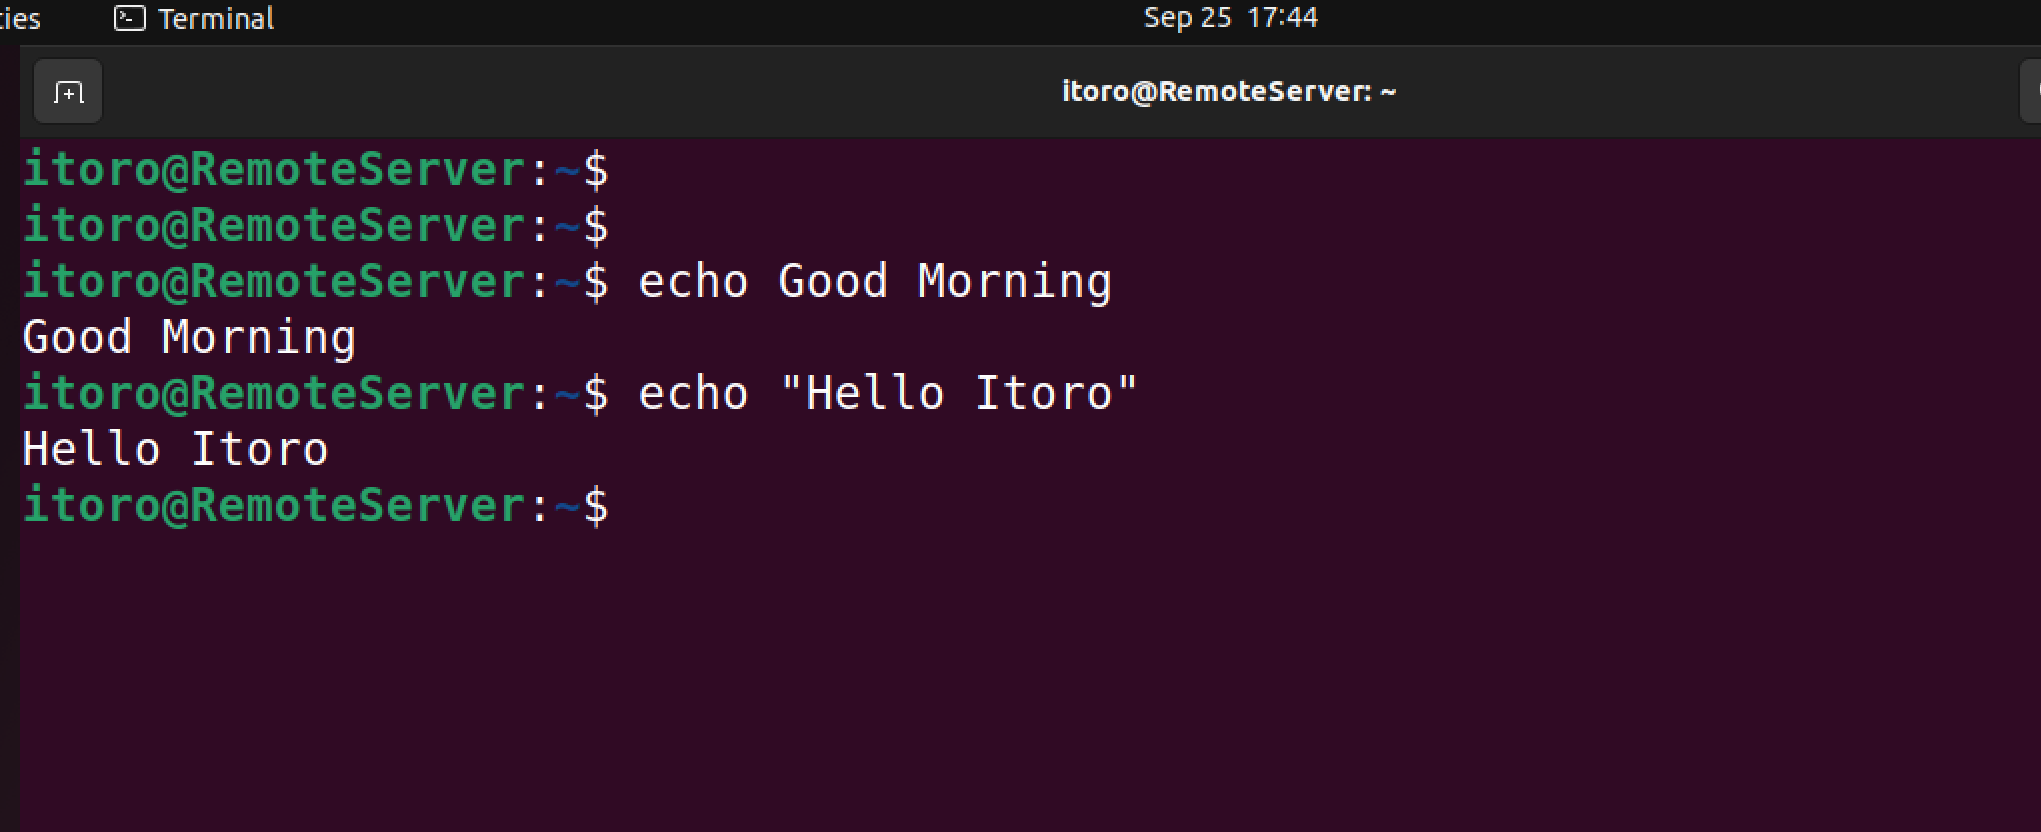 ties Terminal Sep 25 17:44
itoro@RemoteServer: ~
itoro@RemoteServer:~$
itoro@RemoteServer:~$
itoro@RemoteServer:~$ echo Good Morning
Good Morning
itoro@RemoteServer:~$ echo "Hello Itoro"
Hello Itoro
itoro@RemoteServer:~$